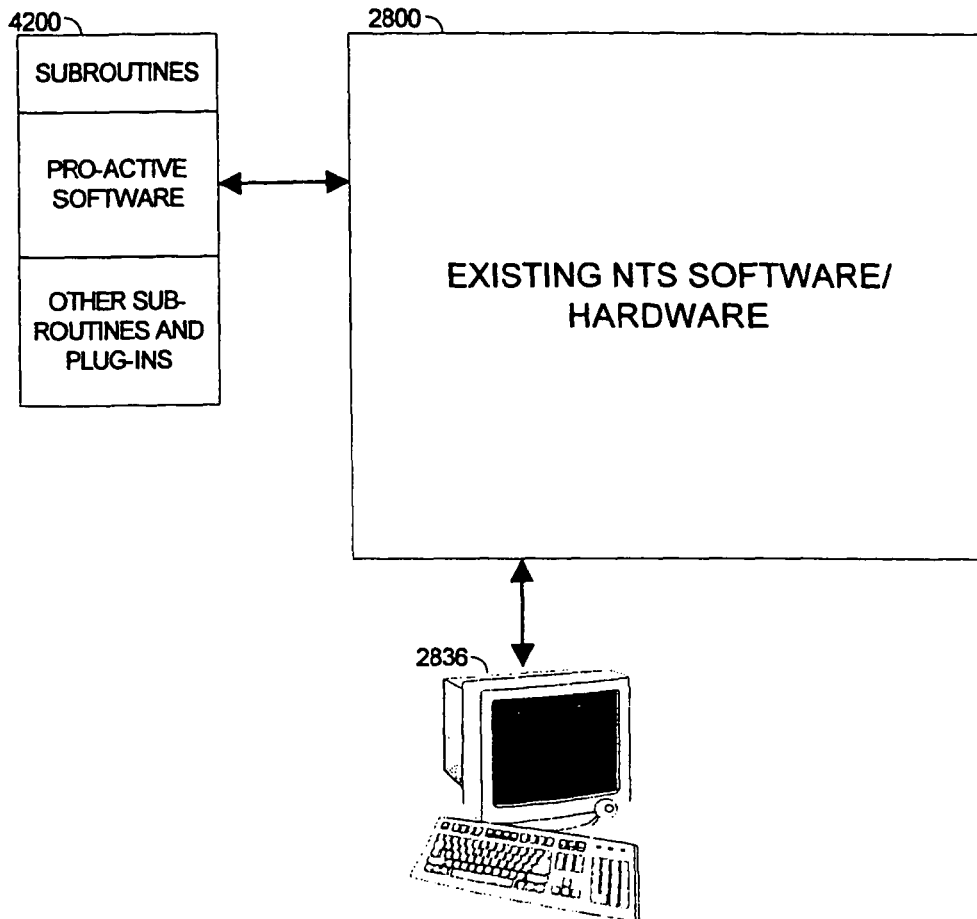 4200
SUBROUTINES
PRO-ACTIVE
SOFTWARE
OTHER SUB-
ROUTINES AND
PLUG-INS
2800
EXISTING NTS SOFTWARE/
HARDWARE
2836